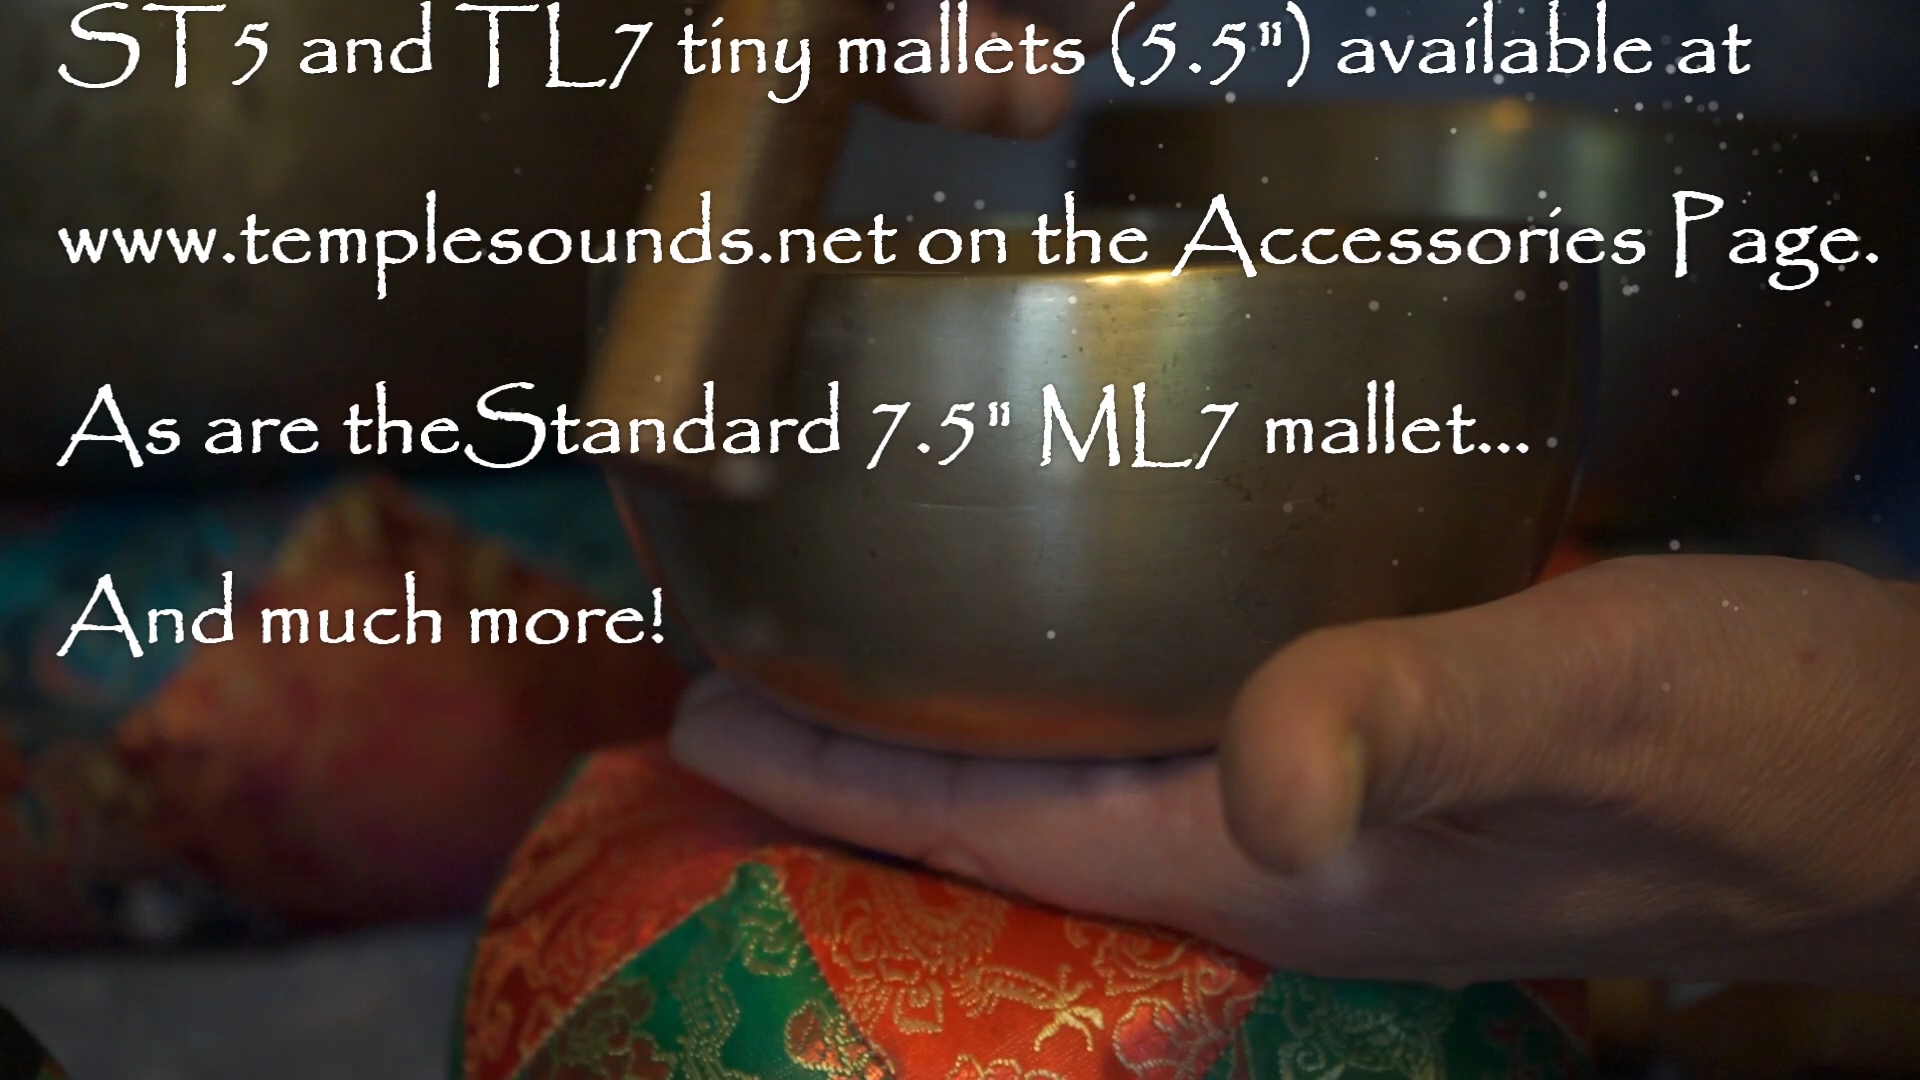 ST5 and TL7 tiny mallets (5.5") available at
www.templesounds.net on the Accessories Page.
As are theStandard 7.5" ML7 mallet...
And much more!